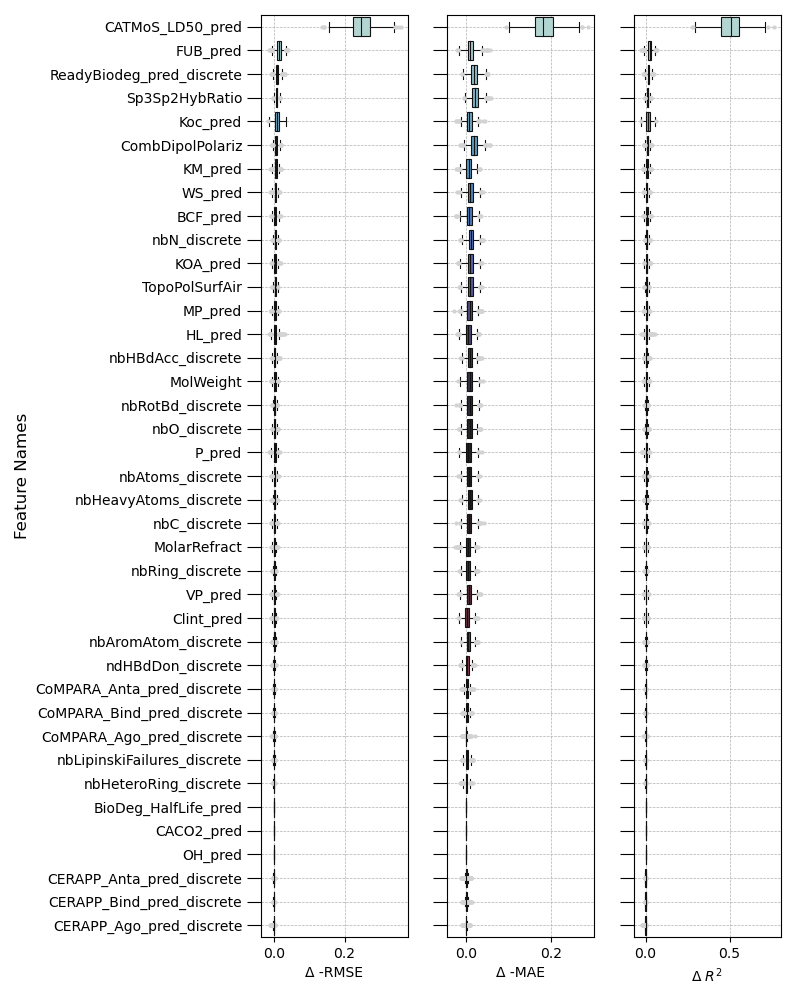 CATMoS_LD50_pred
FUB_pred
ReadyBiodeg_pred_discrete
Sp3Sp2HybRatio
Koc_pred
CombDipolPolariz
KM_pred
WS_pred
BCF_pred
nbN_discrete
KOA_pred
TopoPolSurfAir
MP_pred
HL_pred
nbHBdAcc_discrete
MolWeight
nbRotBd_discrete
nbO_discrete
P_pred
nbAtoms_discrete
nbHeavyAtoms_discrete
nbC_discrete
MolarRefract
nbRing_discrete
VP_pred
Clint_pred
nbAromAtom_discrete
ndHBdDon_discrete
CoMPARA_Anta_pred_discrete
CoMPARA_Bind_pred_discrete
CoMPARA_Ago_pred_discrete
nbLipinskiFailures_discrete
nbHeteroRing_discrete
BioDeg_HalfLife_pred
CACO2_pred
OH_pred
CERAPP_Anta_pred_discrete
CERAPP_Bind_pred_discrete
CERAPP_Ago_pred_discrete
Feature Names
0.0 0.2 0.0 0.2 0.0 0.5
Δ -RMSE Δ -MAE Δ R²